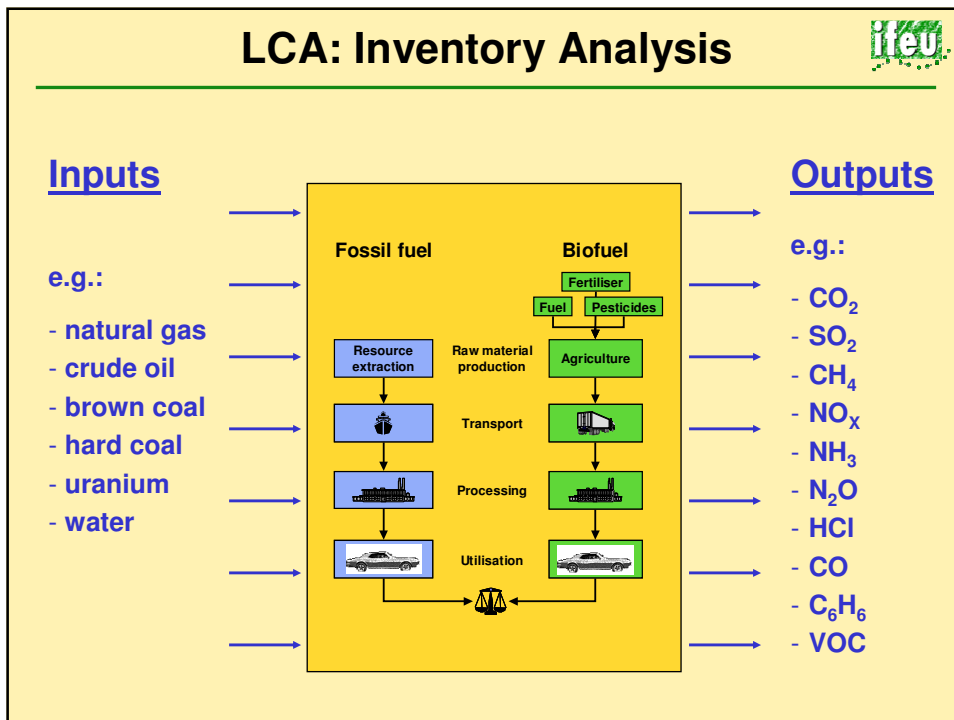 LCA: Inventory Analysis
ifeu
Inputs
e.g.:
- natural gas
- crude oil
- brown coal
- hard coal
- uranium
- water
Fossil fuel
Biofuel
Fertiliser
Fuel
Pesticides
Resource
extraction
Raw material
production
Agriculture
Transport
Processing
Utilisation
Outputs
e.g.:
- CO₂
- SO₂
- CH₄
- NOX
- NH₃
- N₂O
- HCl
- CO
- C₆H₆
- VOC